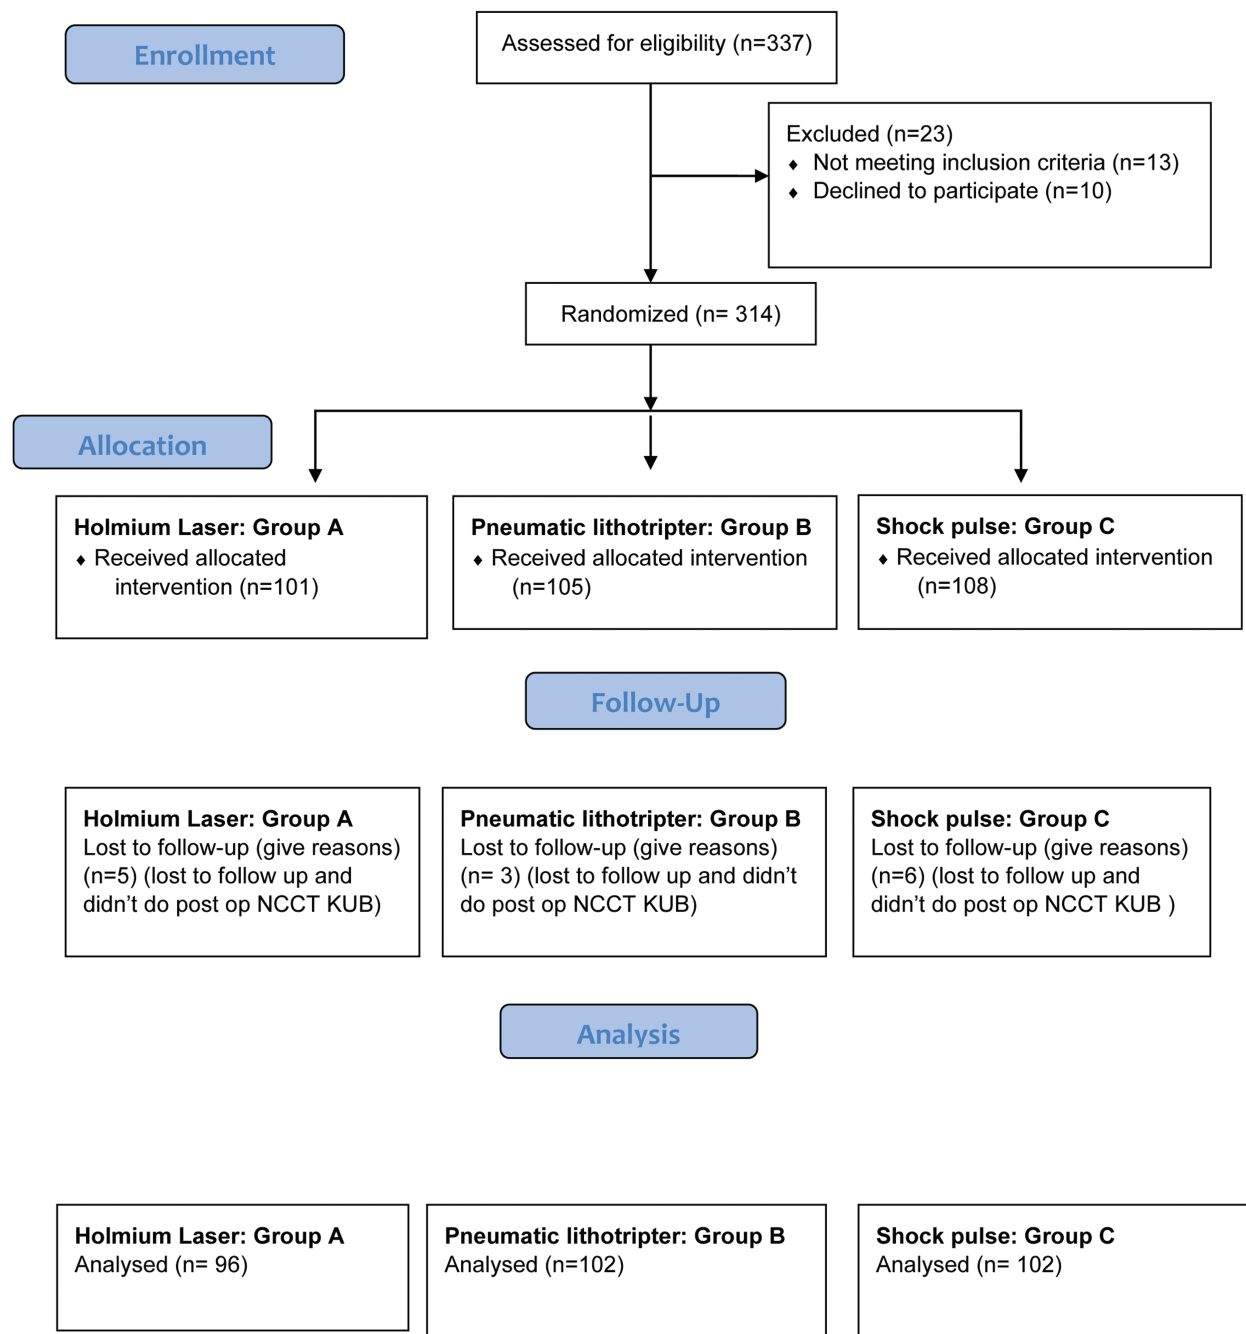 Enrollment
Assessed for eligibility (n=337)
Excluded (n=23)
♦ Not meeting inclusion criteria (n=13)
♦ Declined to participate (n=10)
Randomized (n= 314)
Allocation
Holmium Laser: Group A
♦ Received allocated
intervention (n=101)
Pneumatic lithotripter: Group B
♦ Received allocated intervention
(n=105)
Shock pulse: Group C
♦ Received allocated intervention
(n=108)
Follow-Up
Holmium Laser: Group A
Lost to follow-up (give reasons)
(n=5) (lost to follow up and
didn’t do post op NCCT KUB)
Pneumatic lithotripter: Group B
Lost to follow-up (give reasons)
(n= 3) (lost to follow up and didn’t
do post op NCCT KUB)
Shock pulse: Group C
Lost to follow-up (give reasons)
(n=6) (lost to follow up and
didn’t do post op NCCT KUB )
Analysis
Holmium Laser: Group A
Analysed (n= 96)
Pneumatic lithotripter: Group B
Analysed (n=102)
Shock pulse: Group C
Analysed (n= 102)